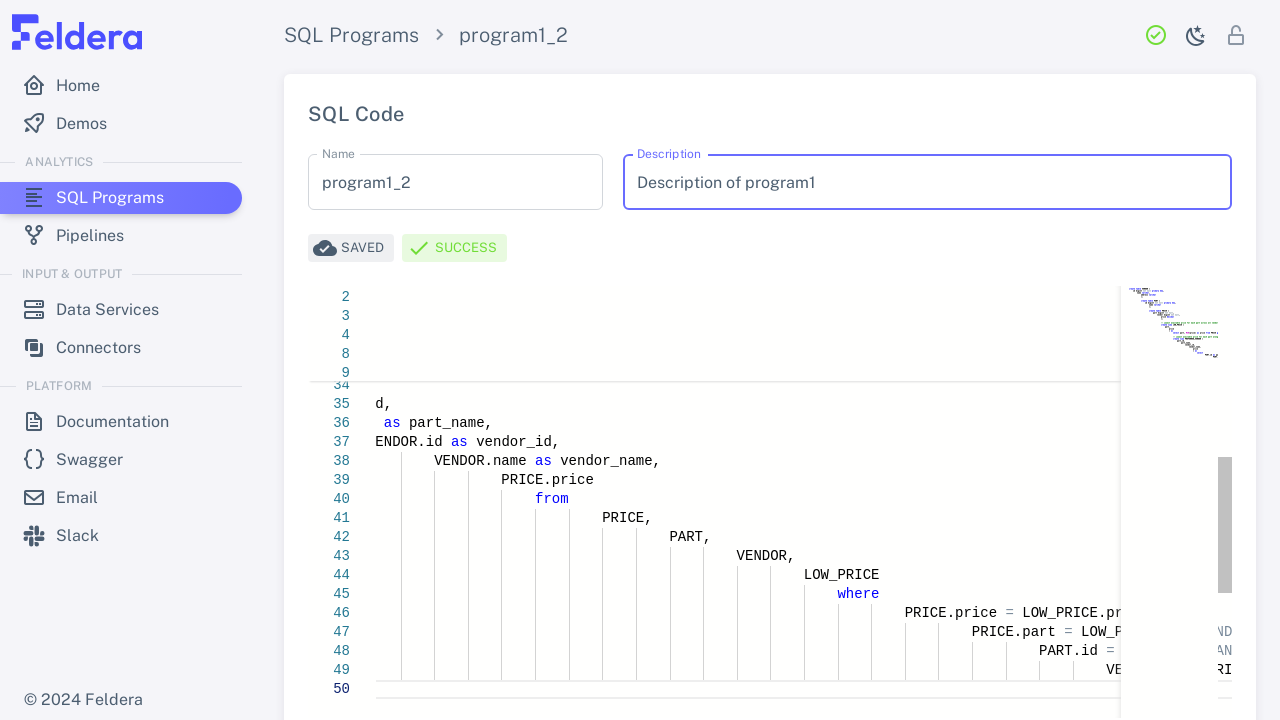 Feldera
SQL Programs
program1_2
Home
Demos
ANALYTICS
SQL Programs
Pipelines
INPUT & OUTPUT
Data Services
Connectors
PLATFORM
Documentation
Swagger
Email
Slack
© 2024 Feldera
SQL Code
Name
program1_2
Description
Description of program1
SAVED
SUCCESS
2
3
4
8
9
34
35 d,
36 as part_name,
37 ENDOR.id as vendor_id,
38 VENDOR.name as vendor_name,
39 PRICE.price
40 from
41 PRICE,
42 PART,
43 VENDOR,
44 LOW_PRICE
45 where
46 PRICE.price = LOW_PRICE.pr
47 PRICE.part = LOW_P ND
48 PART.id = AN
49 VE RI
50